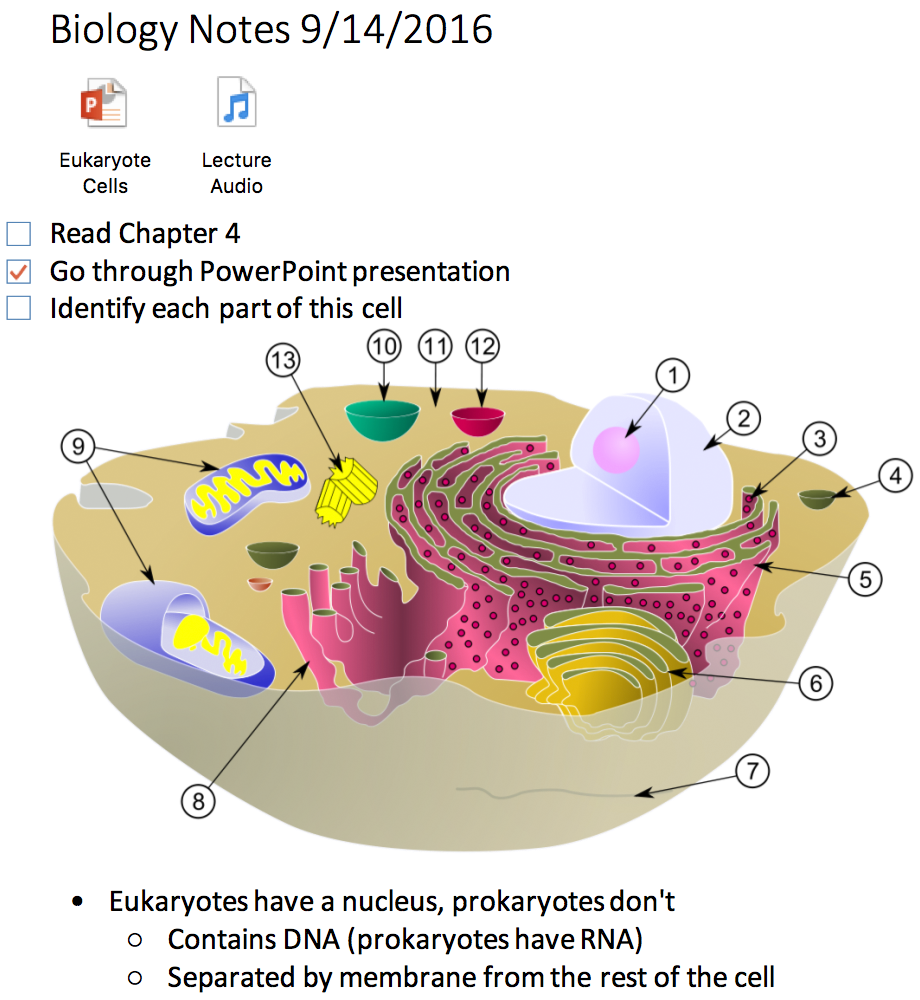 Biology Notes 9/14/2016
P
Eukaryote
Cells
Lecture
Audio
Read Chapter 4
Go through PowerPoint presentation
Identify each part of this cell
10 11 12
13
1
2
3
9
4
5
6
7
8
• Eukaryotes have a nucleus, prokaryotes don't
○ Contains DNA (prokaryotes have RNA)
○ Separated by membrane from the rest of the cell